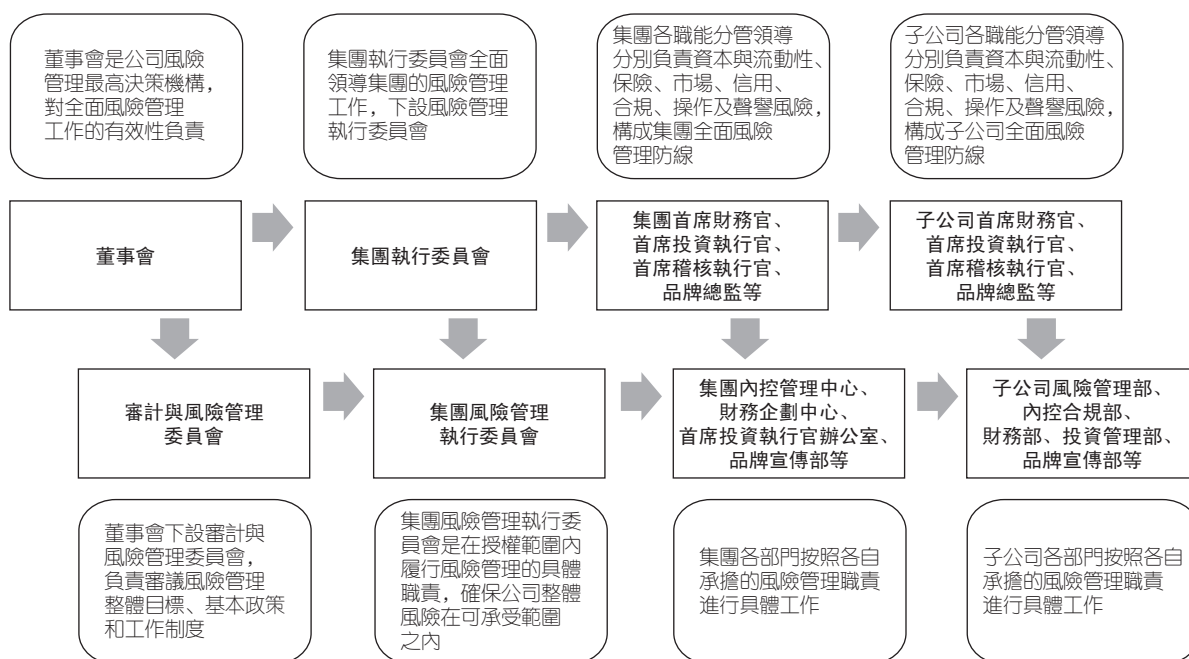 董事會是公司風險
管理最高決策機構，
對全面風險管理
工作的有效性負責
集團執行委員會全面
領導集團的風險管理
工作，下設風險管理
執行委員會
集團各職能分管領導
分別負責資本與流動性、
保險、市場、信用、
合規、操作及聲譽風險，
構成集團全面風險
管理防線
子公司各職能分管領導
分別負責資本與流動性、
保險、市場、信用、
合規、操作及聲譽風險，
構成子公司全面風險
管理防線
董事會
集團執行委員會
集團首席財務官、
首席投資執行官、
首席稽核執行官、
品牌總監等
子公司首席財務官、
首席投資執行官、
首席稽核執行官、
品牌總監等
審計與風險管理
委員會
集團風險管理
執行委員會
集團內控管理中心、
財務企劃中心、
首席投資執行官辦公室、
品牌宣傳部等
子公司風險管理部、
內控合規部、
財務部、投資管理部、
品牌宣傳部等
董事會下設審計與
風險管理委員會，
負責審議風險管理
整體目標、基本政策
和工作制度
集團風險管理執行委
員會是在授權範圍內
履行風險管理的具體
職責，確保公司整體
風險在可承受範圍
之內
集團各部門按照各自
承擔的風險管理職責
進行具體工作
子公司各部門按照各自
承擔的風險管理職責
進行具體工作